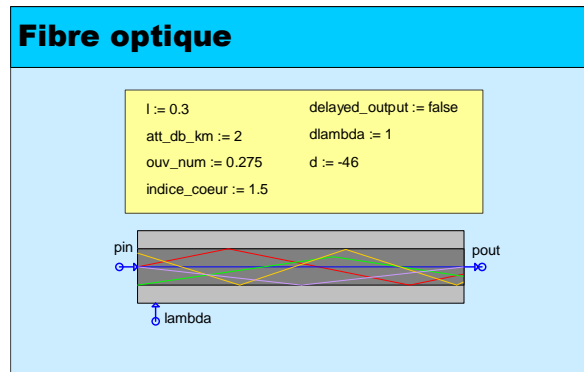 Fibre optique
l := 0.3
att_db_km := 2
ouv_num := 0.275
indice_coeur := 1.5
delayed_output := false
dlambda := 1
d := -46
pin
pout
lambda